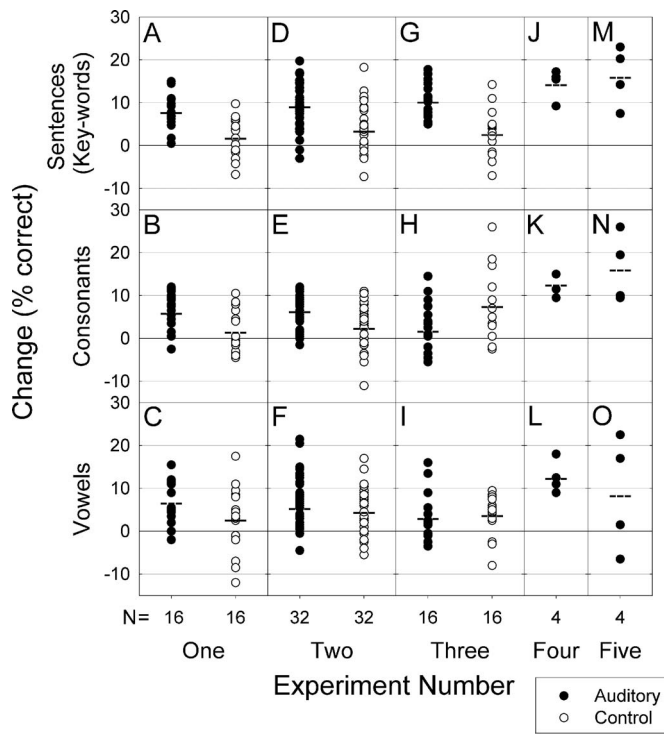 Change (% correct)
Sentences
(Key-words)
A D G J M
30
20
10
0
-10
Consonants
B E H K N
30
20
10
0
-10
Vowels
C F I L O
30
20
10
0
-10
N= 16 16 32 32 16 16 4 4
One Two Three Four Five
Experiment Number
Auditory
Control